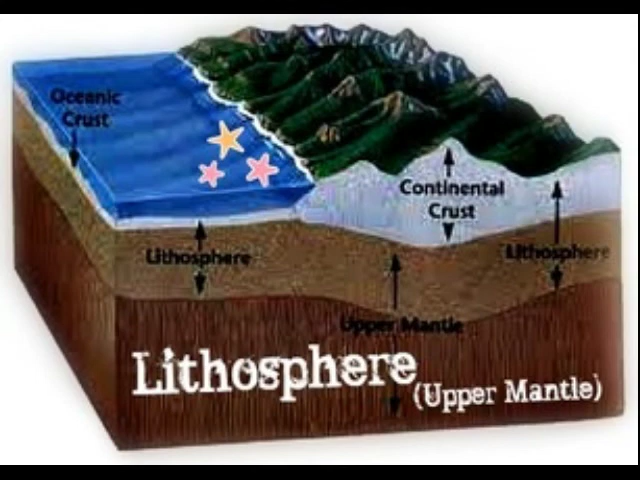 Oceanic
Crust
Continental
Crust
Lithosphere
Lithosphere
Upper Mantle
Lithosphere
(Upper Mantle)